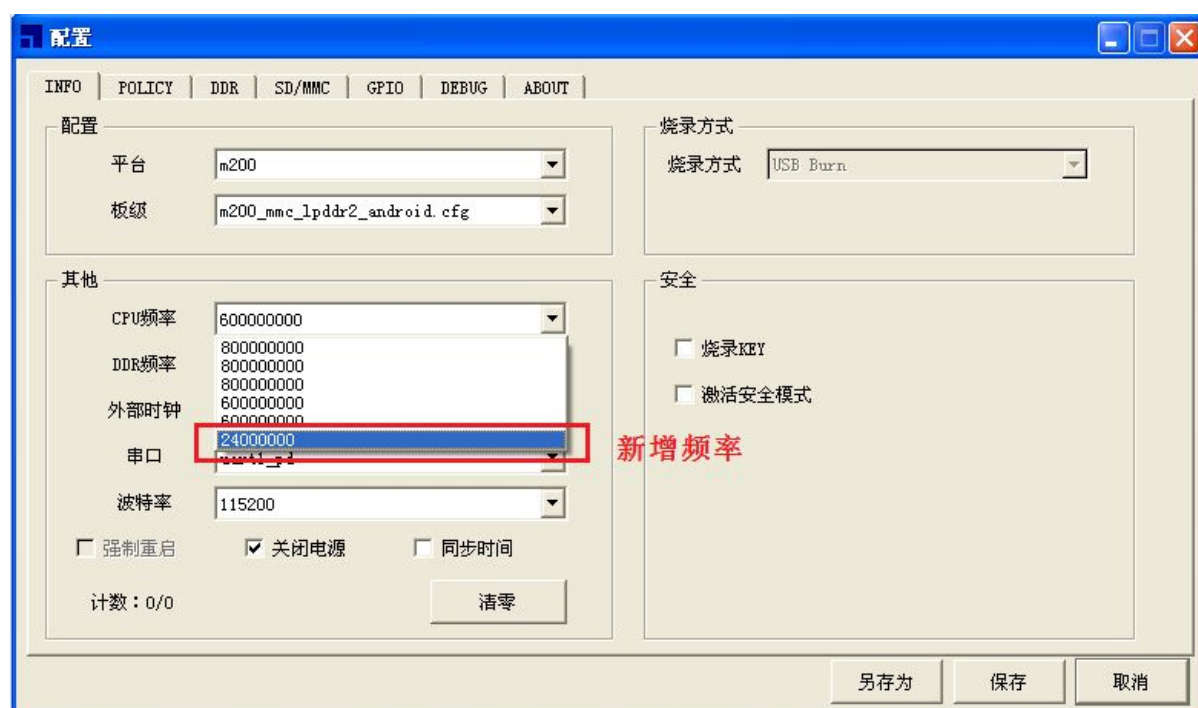 配置
INFO POLICY DDR SD/MMC GPIO DEBUG ABOUT
配置
平台 m200
板级 m200_mmc_lpddr2_android.cfg
烧录方式
烧录方式 USB Burn
其他
CPU频率 600000000
800000000
DDR频率 800000000
800000000
外部时钟 600000000
600000000
24000000
新增频率
串口 uart1_pd
波特率 115200
强制重启 关闭电源 同步时间
计数：0/0 清零
安全
烧录KEY
激活安全模式
另存为 保存 取消